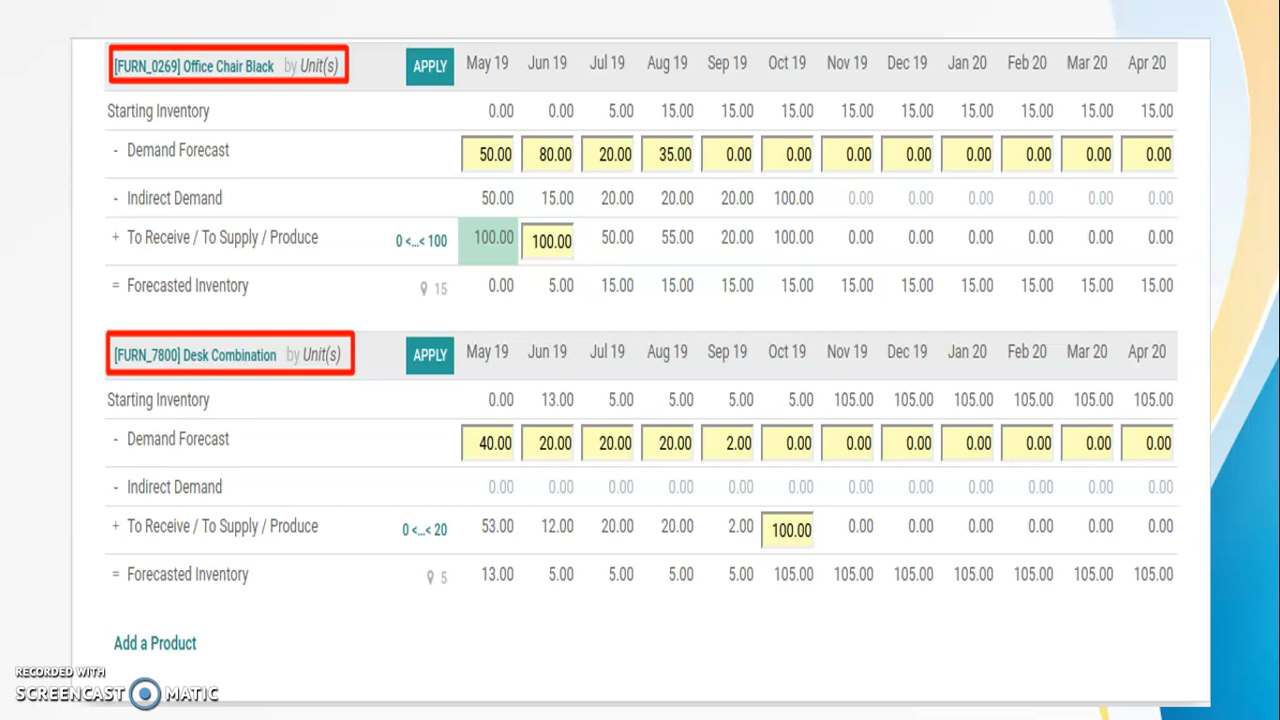 [FURN_0269] Office Chair Black by Unit(s) APPLY May 19 Jun 19 Jul 19 Aug 19 Sep 19 Oct 19 Nov 19 Dec 19 Jan 20 Feb 20 Mar 20 Apr 20
Starting Inventory 0.00 0.00 5.00 15.00 15.00 15.00 15.00 15.00 15.00 15.00 15.00 15.00
- Demand Forecast 50.00 80.00 20.00 35.00 0.00 0.00 0.00 0.00 0.00 0.00 0.00 0.00
- Indirect Demand 50.00 15.00 20.00 20.00 20.00 100.00 0.00 0.00 0.00 0.00 0.00 0.00
+ To Receive / To Supply / Produce 0 <...< 100 100.00 100.00 50.00 55.00 20.00 100.00 0.00 0.00 0.00 0.00 0.00 0.00
= Forecasted Inventory 15 0.00 5.00 15.00 15.00 15.00 15.00 15.00 15.00 15.00 15.00 15.00 15.00
[FURN_7800] Desk Combination by Unit(s) APPLY May 19 Jun 19 Jul 19 Aug 19 Sep 19 Oct 19 Nov 19 Dec 19 Jan 20 Feb 20 Mar 20 Apr 20
Starting Inventory 0.00 13.00 5.00 5.00 5.00 5.00 105.00 105.00 105.00 105.00 105.00 105.00
- Demand Forecast 40.00 20.00 20.00 20.00 2.00 0.00 0.00 0.00 0.00 0.00 0.00 0.00
- Indirect Demand 0.00 0.00 0.00 0.00 0.00 0.00 0.00 0.00 0.00 0.00 0.00 0.00
+ To Receive / To Supply / Produce 0 <...< 20 53.00 12.00 20.00 20.00 2.00 100.00 0.00 0.00 0.00 0.00 0.00 0.00
= Forecasted Inventory 5 13.00 5.00 5.00 5.00 5.00 105.00 105.00 105.00 105.00 105.00 105.00 105.00
Add a Product
RECORDED WITH
SCREENCAST MATIC